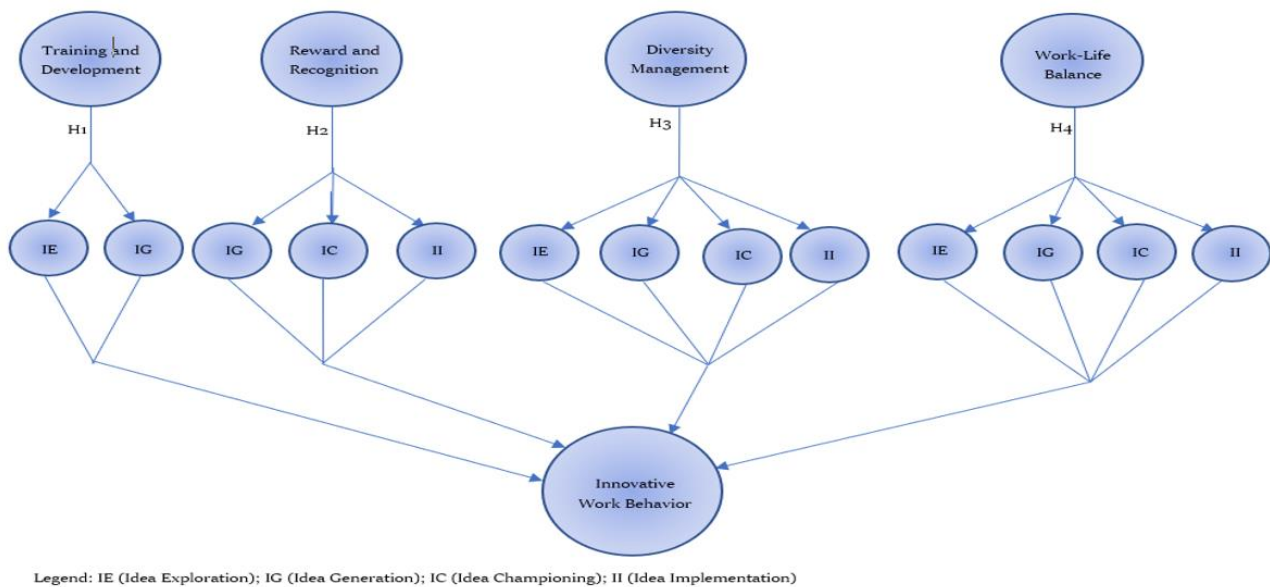 Training and
Development
Reward and
Recognition
Diversity
Management
Work-Life
Balance
H1
H2
H3
H4
IE
IG
IG
IC
II
IE
IG
IC
II
IE
IG
IC
II
Innovative
Work Behavior
Legend: IE (Idea Exploration); IG (Idea Generation); IC (Idea Championing); II (Idea Implementation)